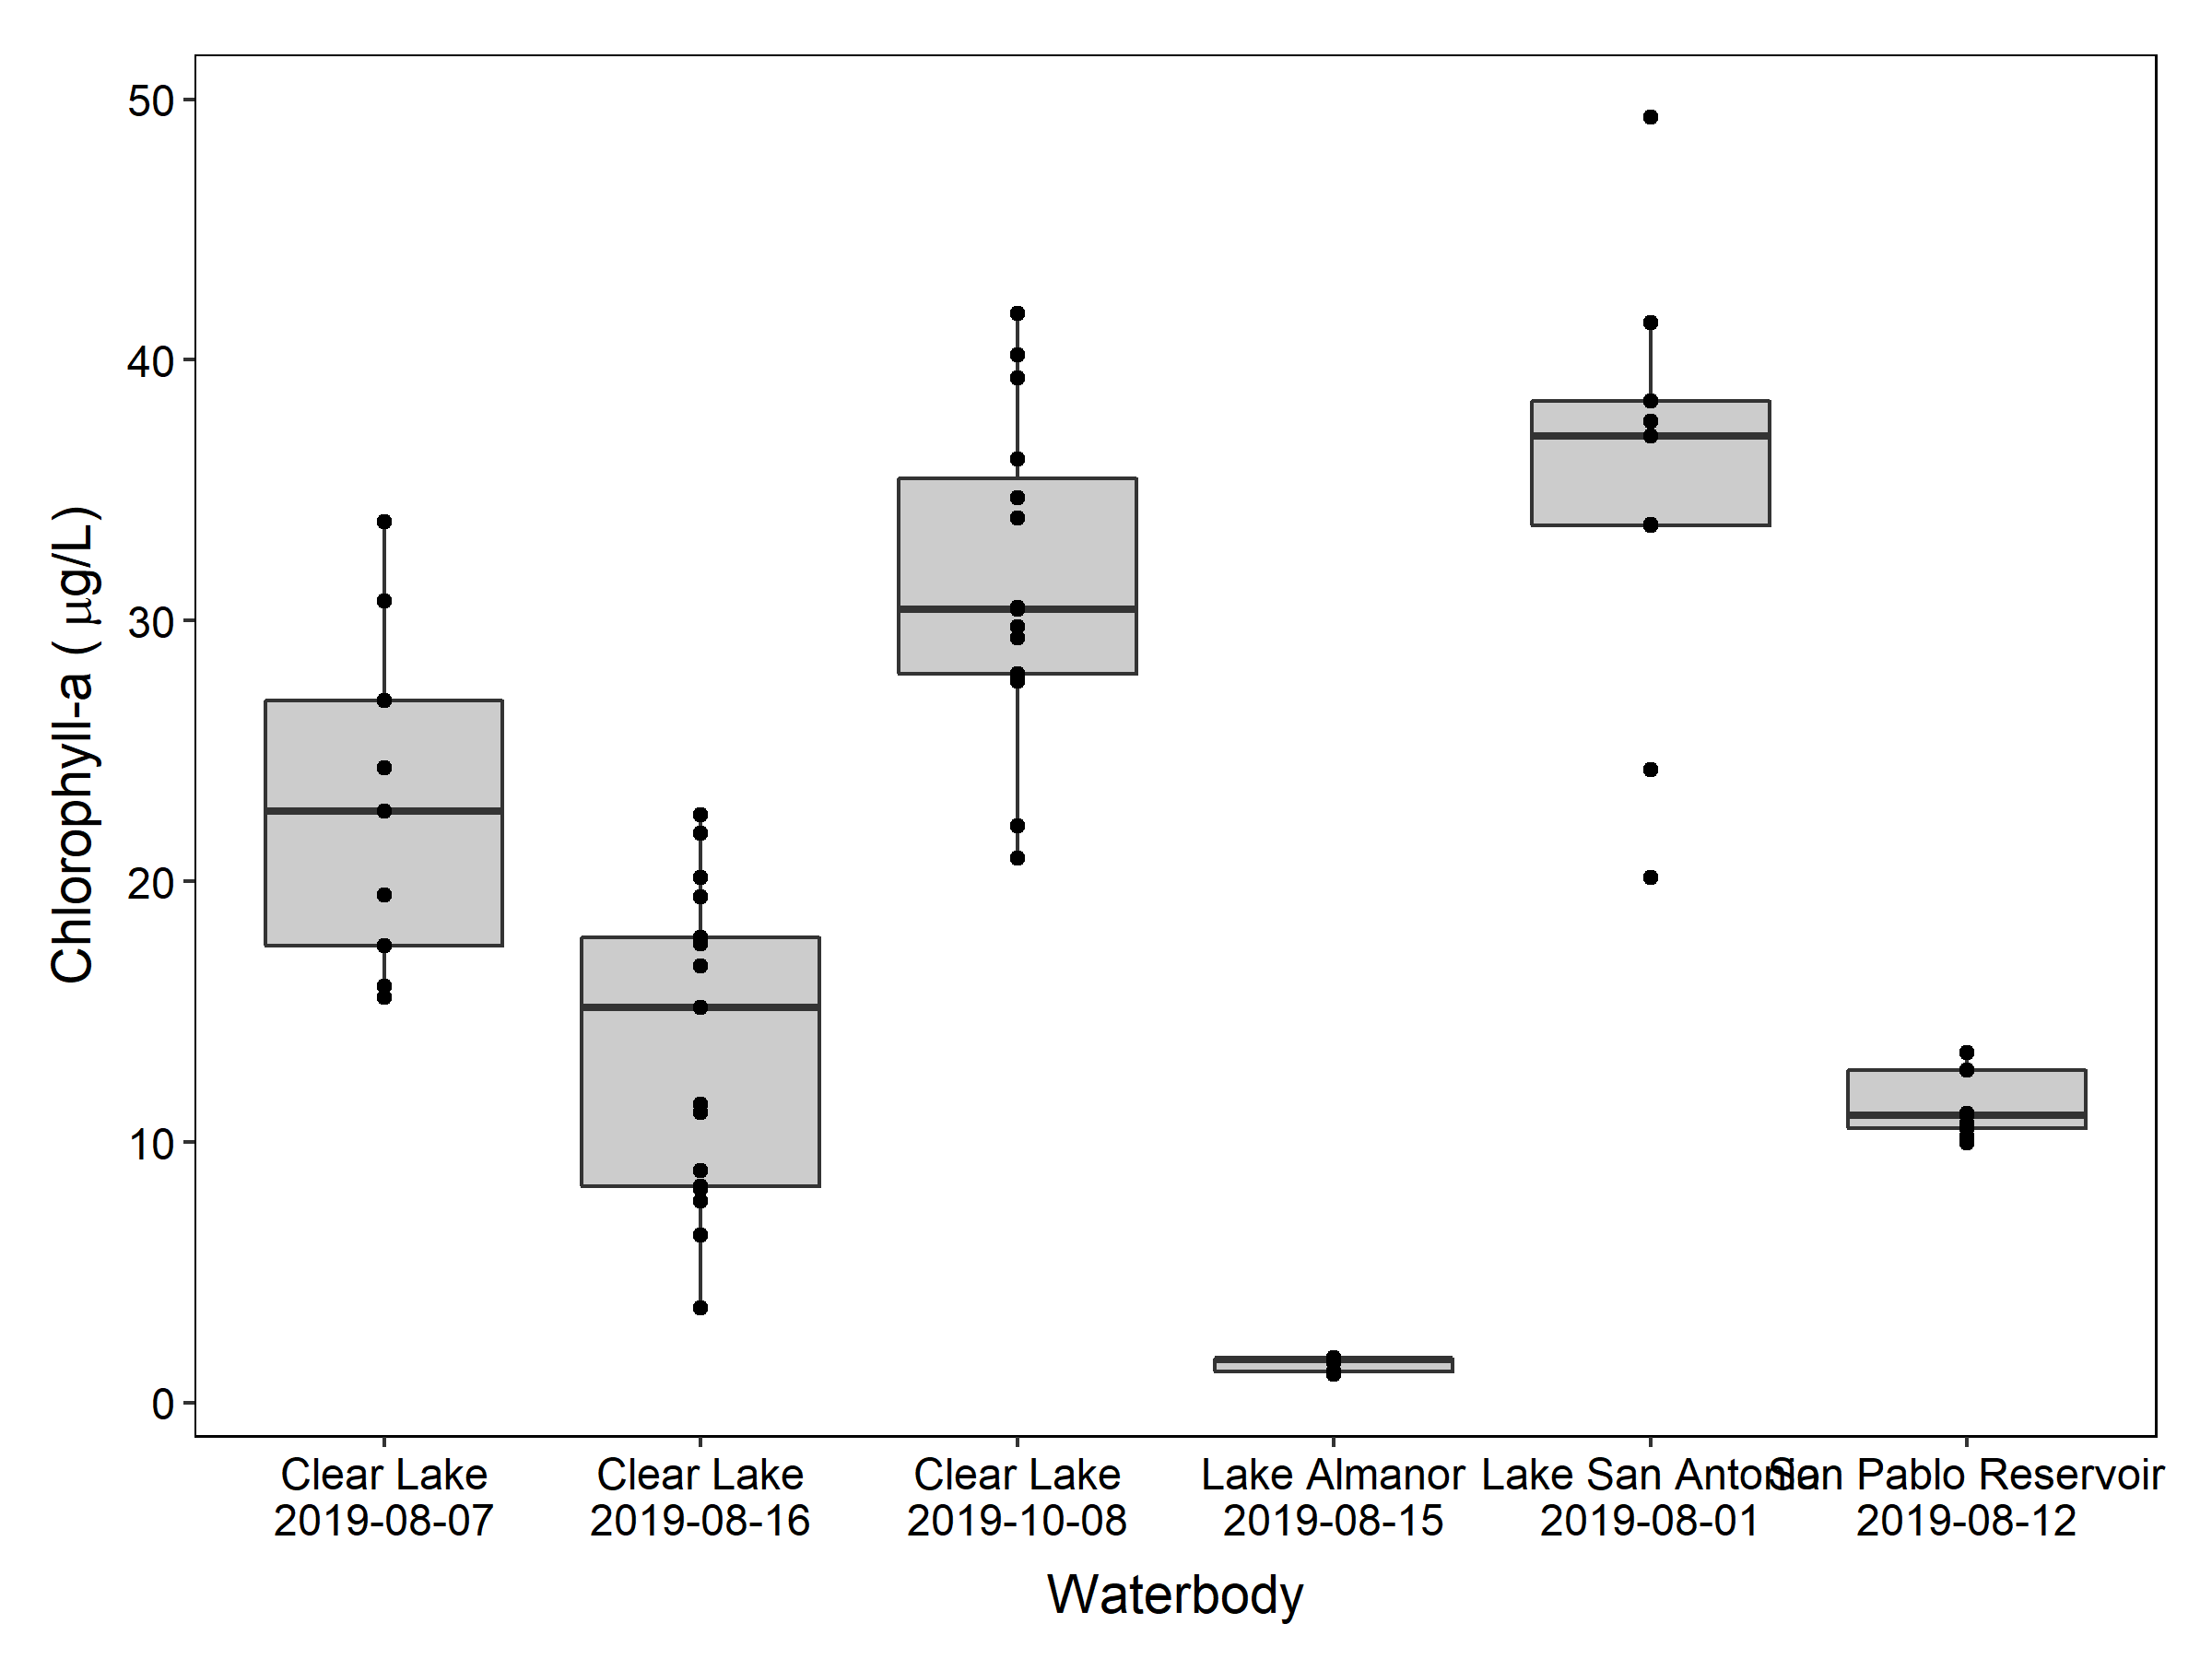 50
40
30
20
10
0
Chlorophyll-a ( μg/L)
Clear Lake
2019-08-07
Clear Lake
2019-08-16
Clear Lake
2019-10-08
Lake Almanor
2019-08-15
Lake San Antonio
2019-08-01
San Pablo Reservoir
2019-08-12
Waterbody